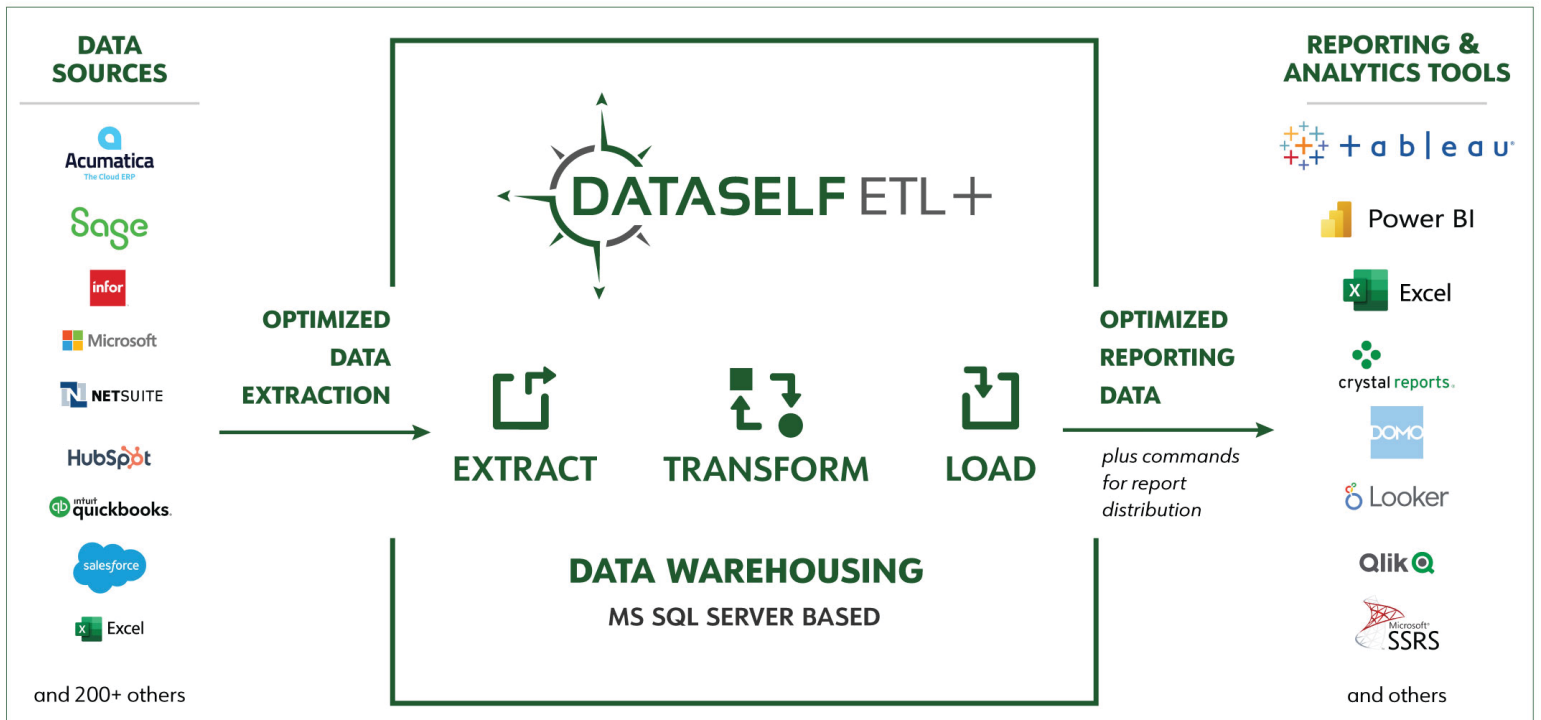 DATA
SOURCES
Acumatica
The Cloud ERP
Sage
infor
Microsoft
N NETSUITE
HubSpot
qb intuit
quickbooks.
salesforce
X Excel
and 200+ others
OPTIMIZED
DATA
EXTRACTION
DATASELF ETL+
EXTRACT
TRANSFORM
LOAD
DATA WAREHOUSING
MS SQL SERVER BASED
OPTIMIZED
REPORTING
DATA
plus commands
for report
distribution
REPORTING &
ANALYTICS TOOLS
+ableau®
Power BI
X Excel
crystal reports.
DOMO
Looker
Qlik
Microsoft®
SSRS
and others